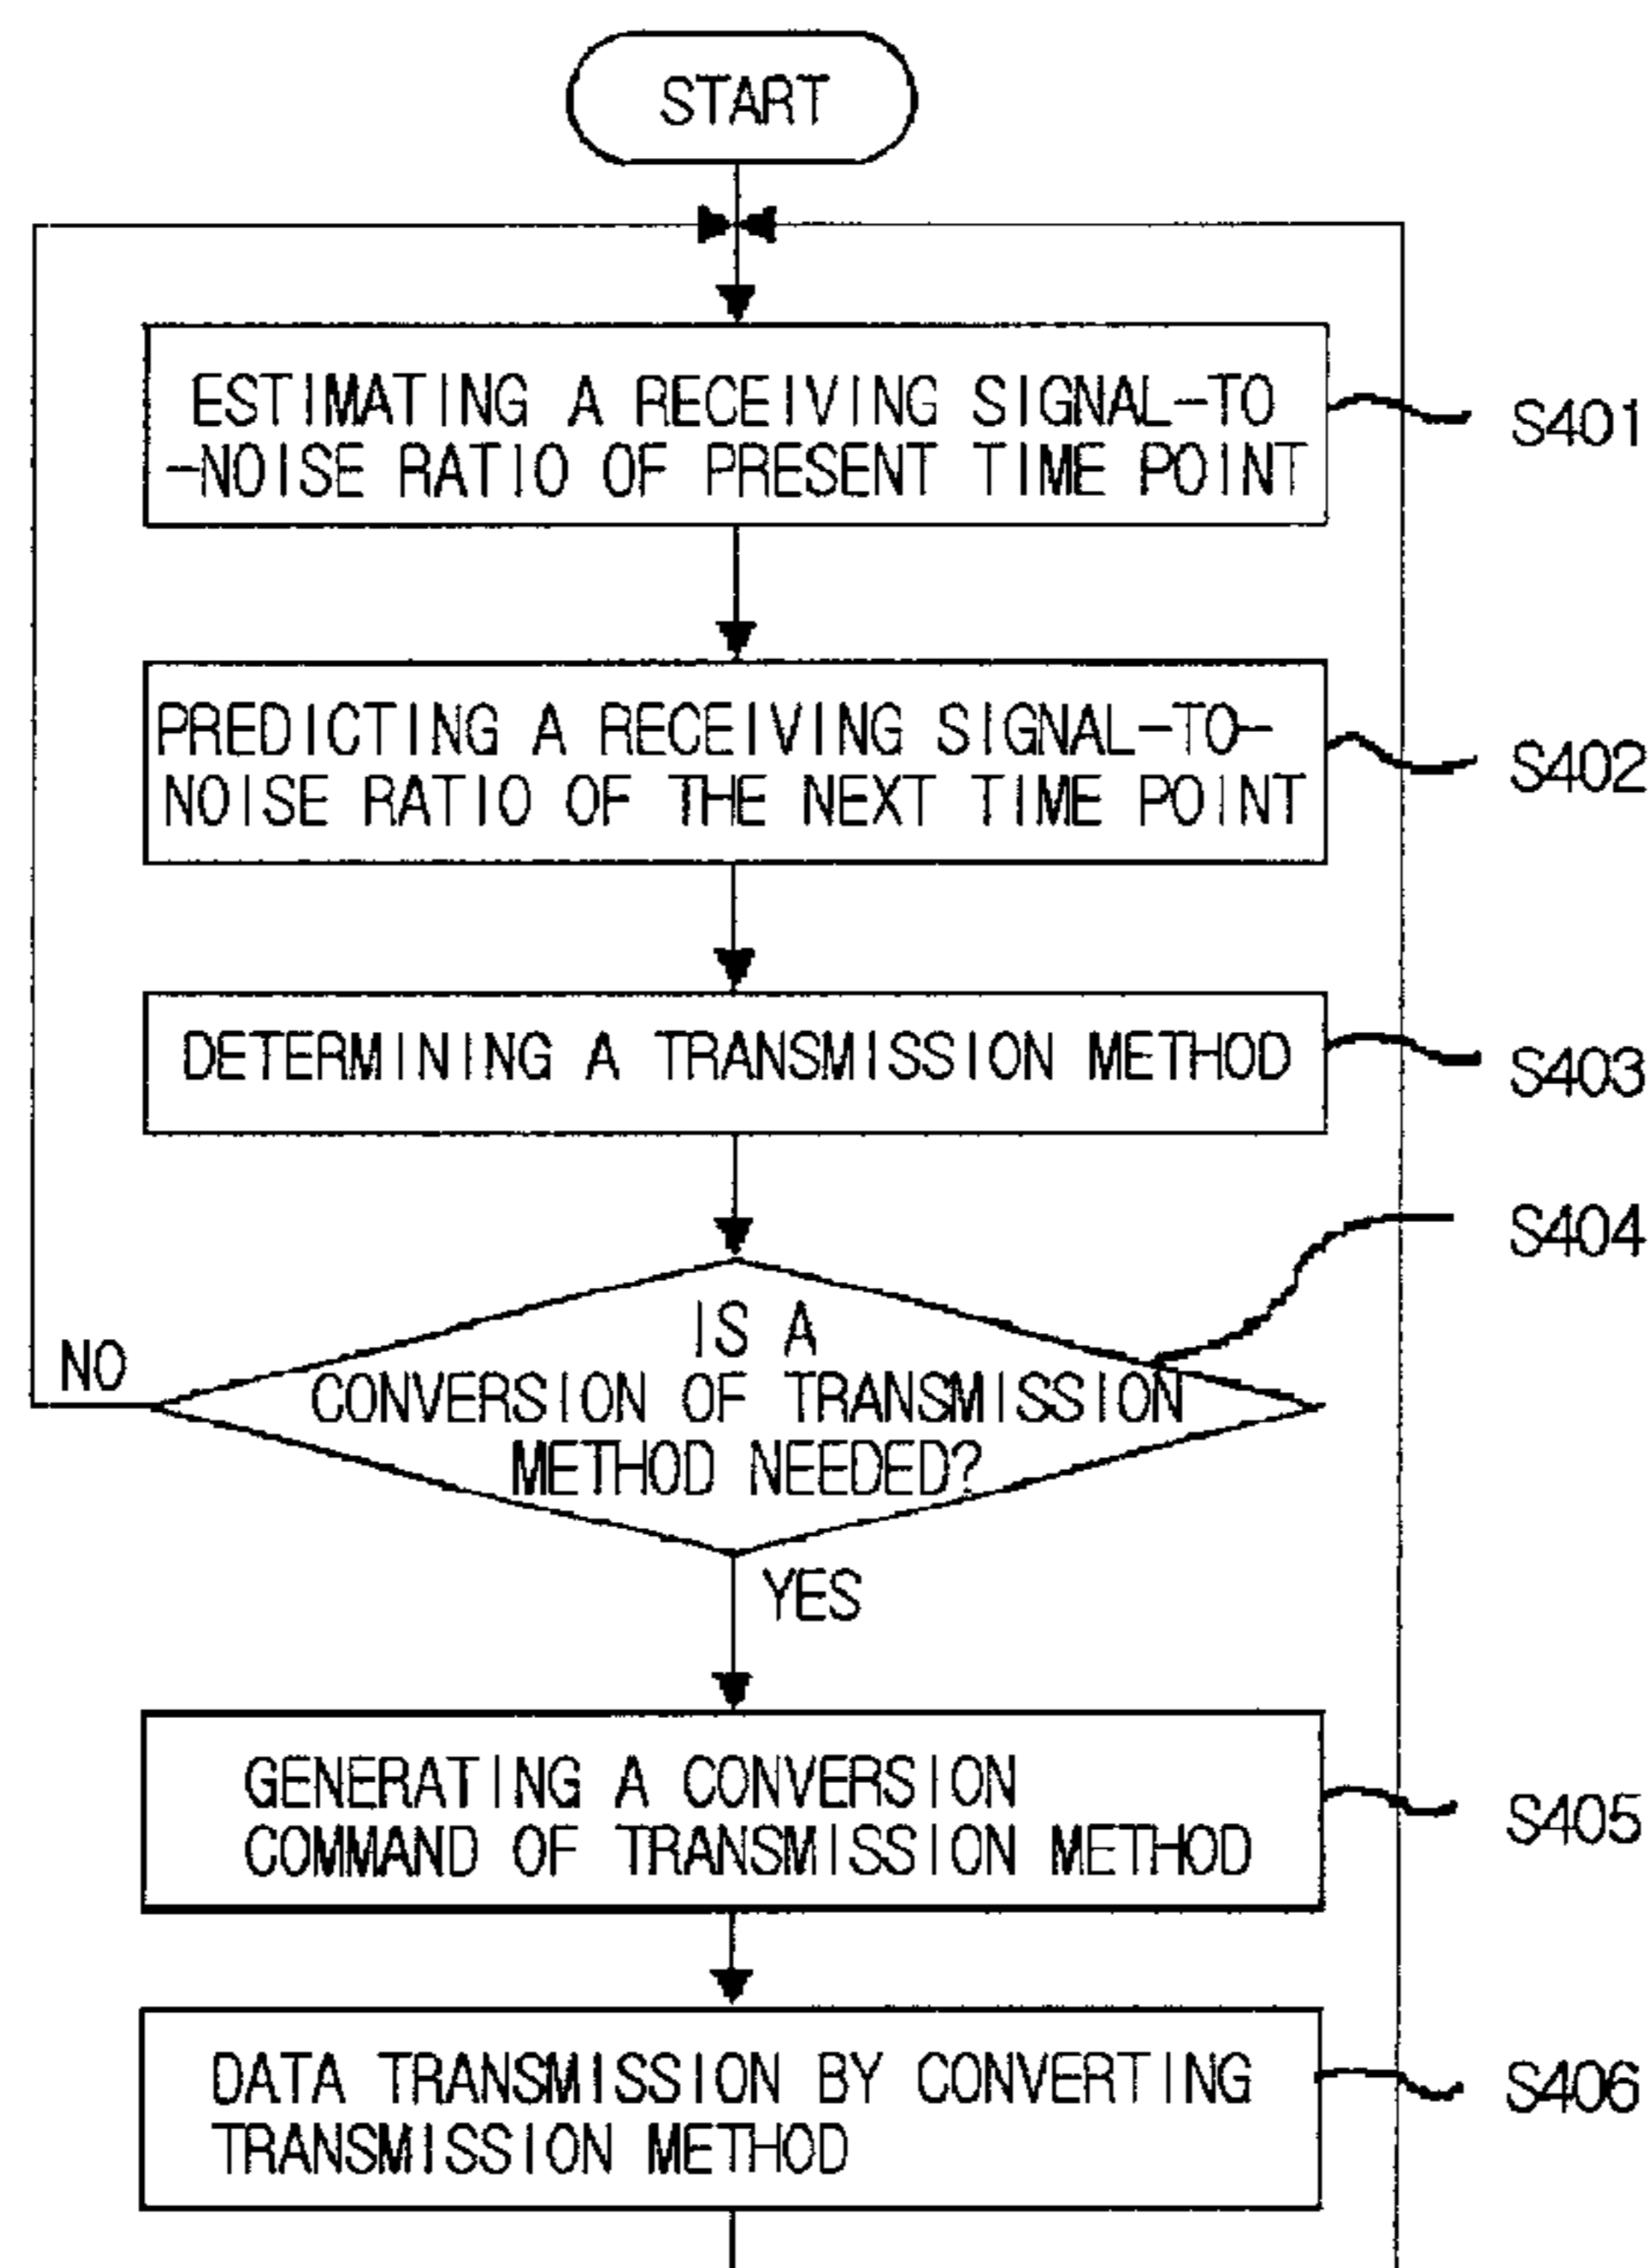 START
ESTIMATING A RECEIVING SIGNAL-TO
-NOISE RATIO OF PRESENT TIME POINT
S401
PREDICTING A RECEIVING SIGNAL-TO-
NOISE RATIO OF THE NEXT TIME POINT
S402
DETERMINING A TRANSMISSION METHOD
S403
S404
IS A
CONVERSION OF TRANSMISSION
METHOD NEEDED?
NO
YES
GENERATING A CONVERSION
COMMAND OF TRANSMISSION METHOD
S405
DATA TRANSMISSION BY CONVERTING
TRANSMISSION METHOD
S406